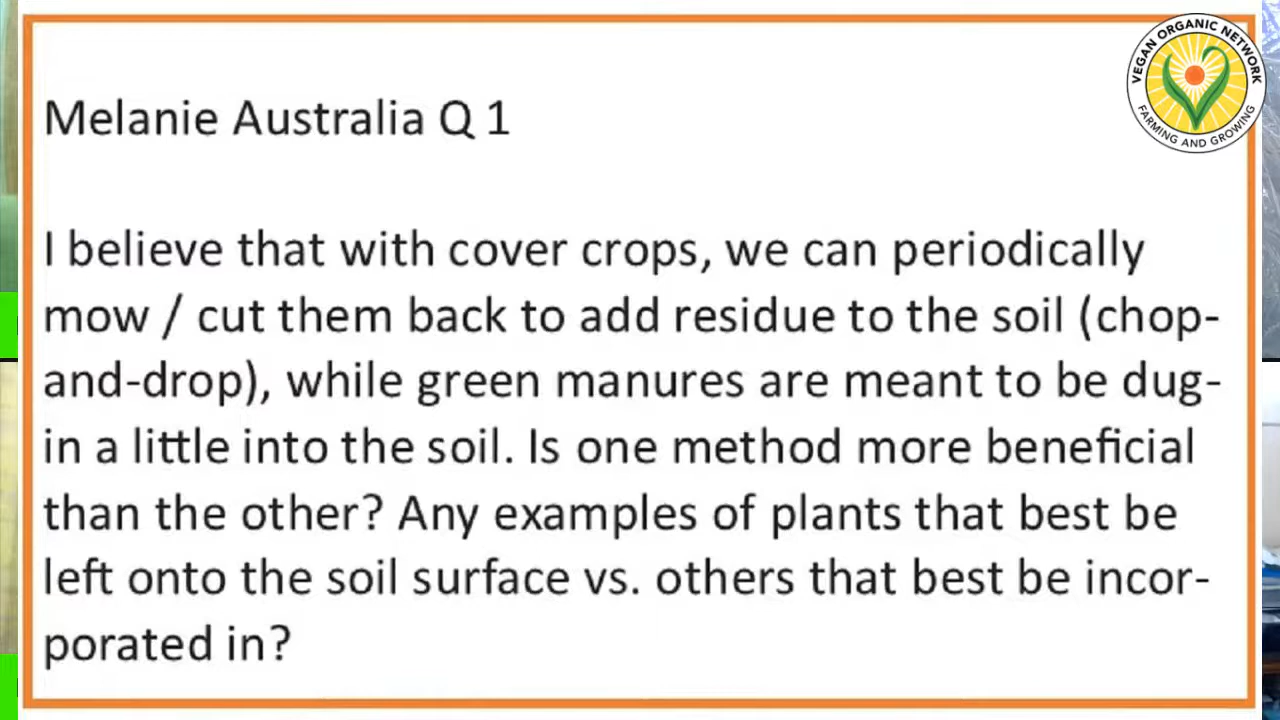 VEGAN ORGANIC NETWORK
FARMING AND GROWING
Melanie Australia Q 1
I believe that with cover crops, we can periodically
mow / cut them back to add residue to the soil (chop-
and-drop), while green manures are meant to be dug-
in a little into the soil. Is one method more beneficial
than the other? Any examples of plants that best be
left onto the soil surface vs. others that best be incor-
porated in?